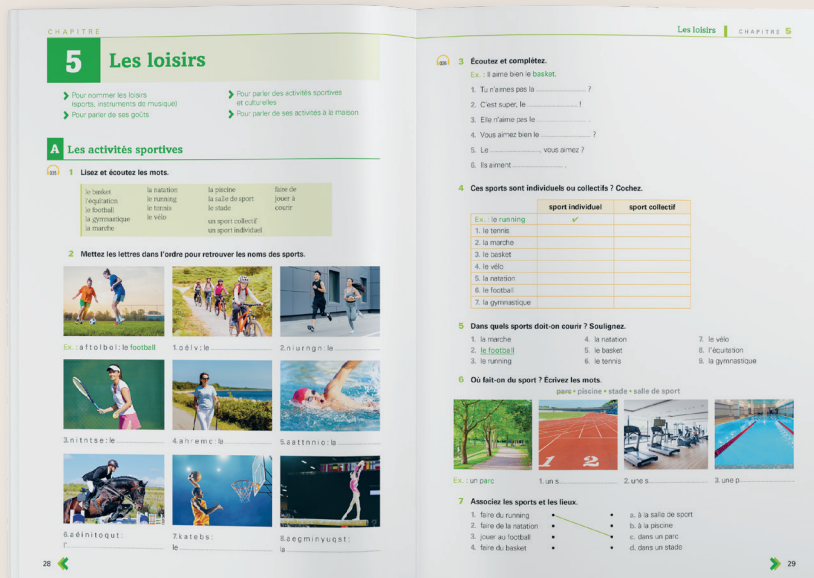 CHAPITRE
5 Les loisirs
Pour nommer les loisirs
(sports, instruments de musique)
Pour parler de ses goûts
Pour parler des activités sportives
et culturelles
Pour parler de ses activités à la maison
A Les activités sportives
1 Lisez et écoutez les mots.
le basket
l'équitation
le football
la gymnastique
la marche
la natation
le running
le tennis
le vélo
la piscine
la salle de sport
le stade
un sport collectif
un sport individuel
faire de
jouer à
courir
2 Mettez les lettres dans l'ordre pour retrouver les noms des sports.
Ex. : a f t o l b o l : le football
1. o é l v : le
2. n i u r n g n : le
3. n i t n t s e : le
4. a h r e m c : la
5. a a t t n n i o : la
6. a é i n i t o q u t :
l'
7. k a t e b s :
le
8. a e g m i n y u q s t :
la
28
Les loisirs CHAPITRE 5
3 Écoutez et complétez.
Ex. : Il aime bien le basket.
1. Tu n'aimes pas la ?
2. C'est super, le !
3. Elle n'aime pas le .
4. Vous aimez bien le ?
5. Le , vous aimez ?
6. Ils aiment .
4 Ces sports sont individuels ou collectifs ? Cochez.
sport individuel sport collectif
Ex. : le running ✔
1. le tennis
2. la marche
3. le basket
4. le vélo
5. la natation
6. le football
7. la gymnastique
5 Dans quels sports doit-on courir ? Soulignez.
1. la marche
2. le football
3. le running
4. la natation
5. le basket
6. le tennis
7. le vélo
8. l'équitation
9. la gymnastique
6 Où fait-on du sport ? Écrivez les mots.
parc • piscine • stade • salle de sport
1 2
Ex. : un parc
1. un s
2. une s
3. une p
7 Associez les sports et les lieux.
1. faire du running
2. faire de la natation
3. jouer au football
4. faire du basket
a. à la salle de sport
b. à la piscine
c. dans un parc
d. dans un stade
29